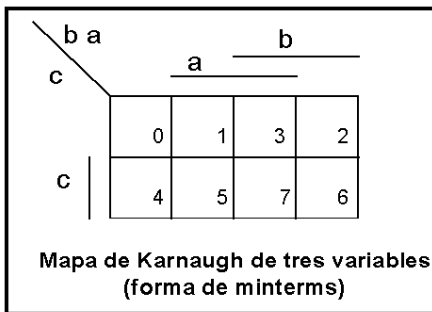 b a
b
c
a
0 1 3 2
c
4 5 7 6
Mapa de Karnaugh de tres variables
(forma de minterms)